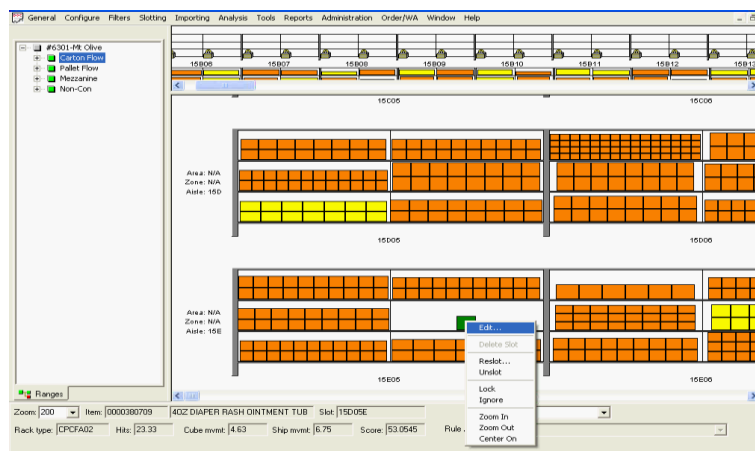 General Configure Filters Slotting Importing Analysis Tools Reports Administration Order/WA Window Help
#6301-Mt Olive
Carton Flow
Pallet Flow
Mezzanine
Non-Con
15B06 15B07 15B08 15B09 15B10 15B11 15B12 15B13
15C05 15C06
Area: N/A
Zone: N/A
Aisle: 15D
15D05 15D06
Area: N/A
Zone: N/A
Aisle: 15E
Edit...
Delete Slot
Reslot...
Unslot
Lock
Ignore
Zoom In
Zoom Out
Center On
15E05 15E06
Ranges
Zoom: 200 Item: 0000380709 4OZ DIAPER RASH OINTMENT TUB Slot: 15D05E
Rack type: CPCFA02 Hits: 23.33 Cube mvmt: 4.63 Ship mvmt: 6.75 Score: 53.0545 Rule